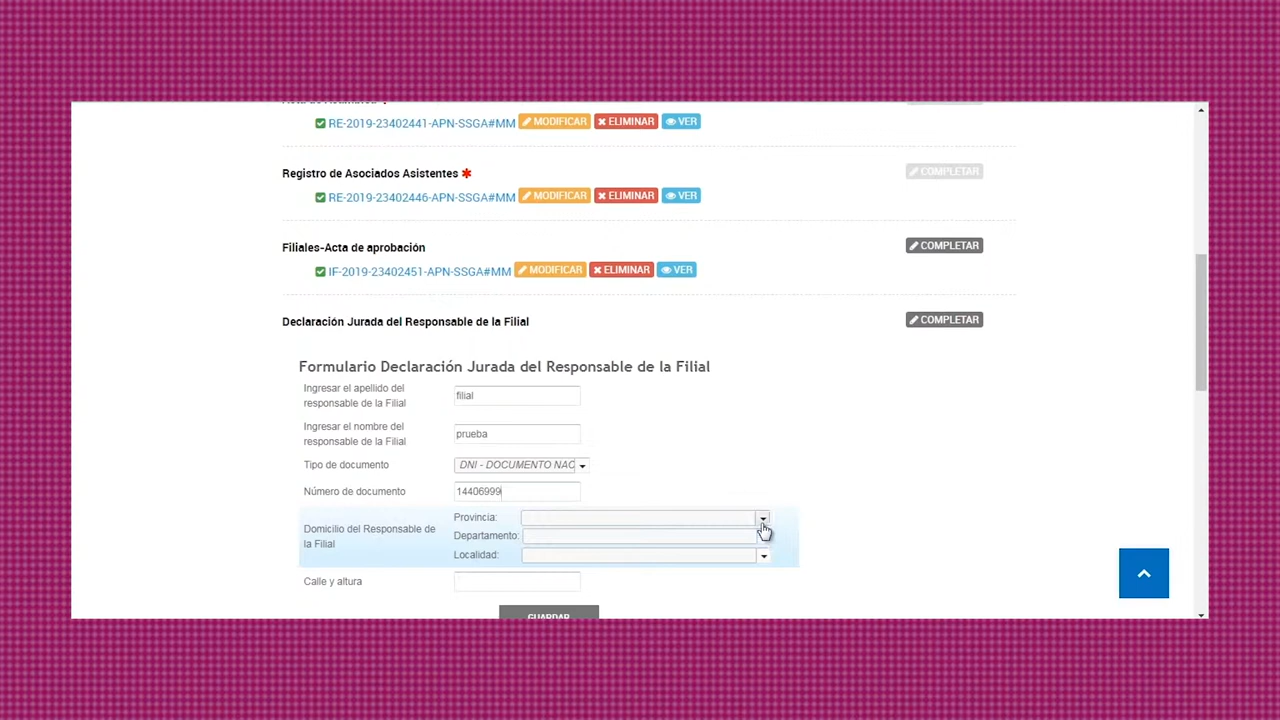 RE-2019-23402441-APN-SSGA#MM MODIFICAR ELIMINAR VER
Registro de Asociados Asistentes * COMPLETAR
RE-2019-23402446-APN-SSGA#MM MODIFICAR ELIMINAR VER
Filiales-Acta de aprobación COMPLETAR
IF-2019-23402451-APN-SSGA#MM MODIFICAR ELIMINAR VER
Declaración Jurada del Responsable de la Filial COMPLETAR
Formulario Declaración Jurada del Responsable de la Filial
Ingresar el apellido del
responsable de la Filial
filial
Ingresar el nombre del
responsable de la Filial
prueba
Tipo de documento DNI - DOCUMENTO NAC
Número de documento 14406999
Domicilio del Responsable de
la Filial
Provincia:
Departamento:
Localidad:
Calle y altura
GUARDAR